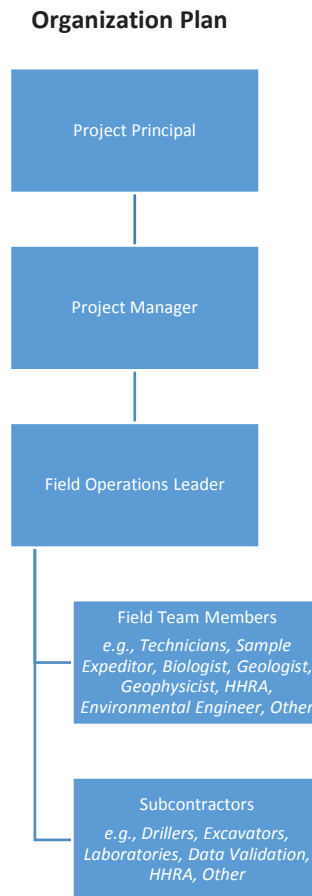 Organization Plan
Project Principal
Project Manager
Field Operations Leader
Field Team Members
e.g., Technicians, Sample
Expeditor, Biologist, Geologist,
Geophysicist, HHRA,
Environmental Engineer, Other
Subcontractors
e.g., Drillers, Excavators,
Laboratories, Data Validation,
HHRA, Other